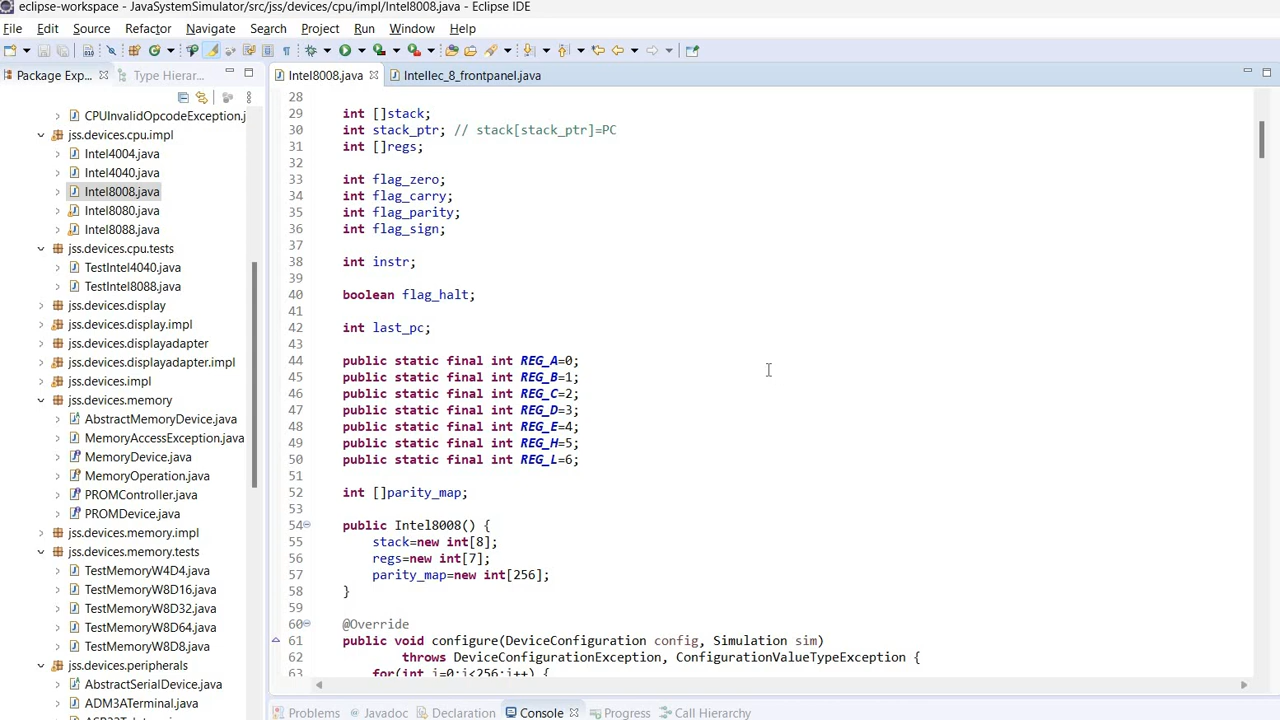 eclipse-workspace - JavaSystemSimulator/src/jss/devices/cpu/impl/Intel8008.java - Eclipse IDE
File Edit Source Refactor Navigate Search Project Run Window Help
Package Exp... Type Hierar...
CPUInvalidOpcodeException.j
jss.devices.cpu.impl
Intel4004.java
Intel4040.java
Intel8008.java
Intel8080.java
Intel8088.java
jss.devices.cpu.tests
TestIntel4040.java
TestIntel8088.java
jss.devices.display
jss.devices.display.impl
jss.devices.displayadapter
jss.devices.displayadapter.impl
jss.devices.impl
jss.devices.memory
AbstractMemoryDevice.java
MemoryAccessException.java
MemoryDevice.java
MemoryOperation.java
PROMController.java
PROMDevice.java
jss.devices.memory.impl
jss.devices.memory.tests
TestMemoryW4D4.java
TestMemoryW8D16.java
TestMemoryW8D32.java
TestMemoryW8D64.java
TestMemoryW8D8.java
jss.devices.peripherals
AbstractSerialDevice.java
ADM3ATerminal.java
Intel8008.java Intellec_8_frontpanel.java
28
29 int []stack;
30 int stack_ptr; // stack[stack_ptr]=PC
31 int []regs;
32
33 int flag_zero;
34 int flag_carry;
35 int flag_parity;
36 int flag_sign;
37
38 int instr;
39
40 boolean flag_halt;
41
42 int last_pc;
43
44 public static final int REG_A=0;
45 public static final int REG_B=1;
46 public static final int REG_C=2;
47 public static final int REG_D=3;
48 public static final int REG_E=4;
49 public static final int REG_H=5;
50 public static final int REG_L=6;
51
52 int []parity_map;
53
54 public Intel8008() {
55 stack=new int[8];
56 regs=new int[7];
57 parity_map=new int[256];
58 }
59
60 @Override
61 public void configure(DeviceConfiguration config, Simulation sim)
62 throws DeviceConfigurationException, ConfigurationValueTypeException {
63 for(int i=0;i<256;i++) {
Problems Javadoc Declaration Console Progress Call Hierarchy